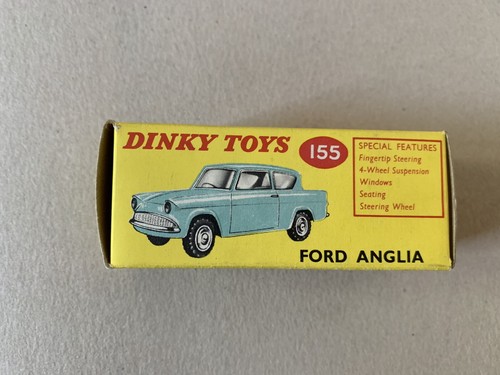 DINKY TOYS
155
SPECIAL FEATURES
Fingertip Steering
4-Wheel Suspension
Windows
Seating
Steering Wheel
FORD ANGLIA